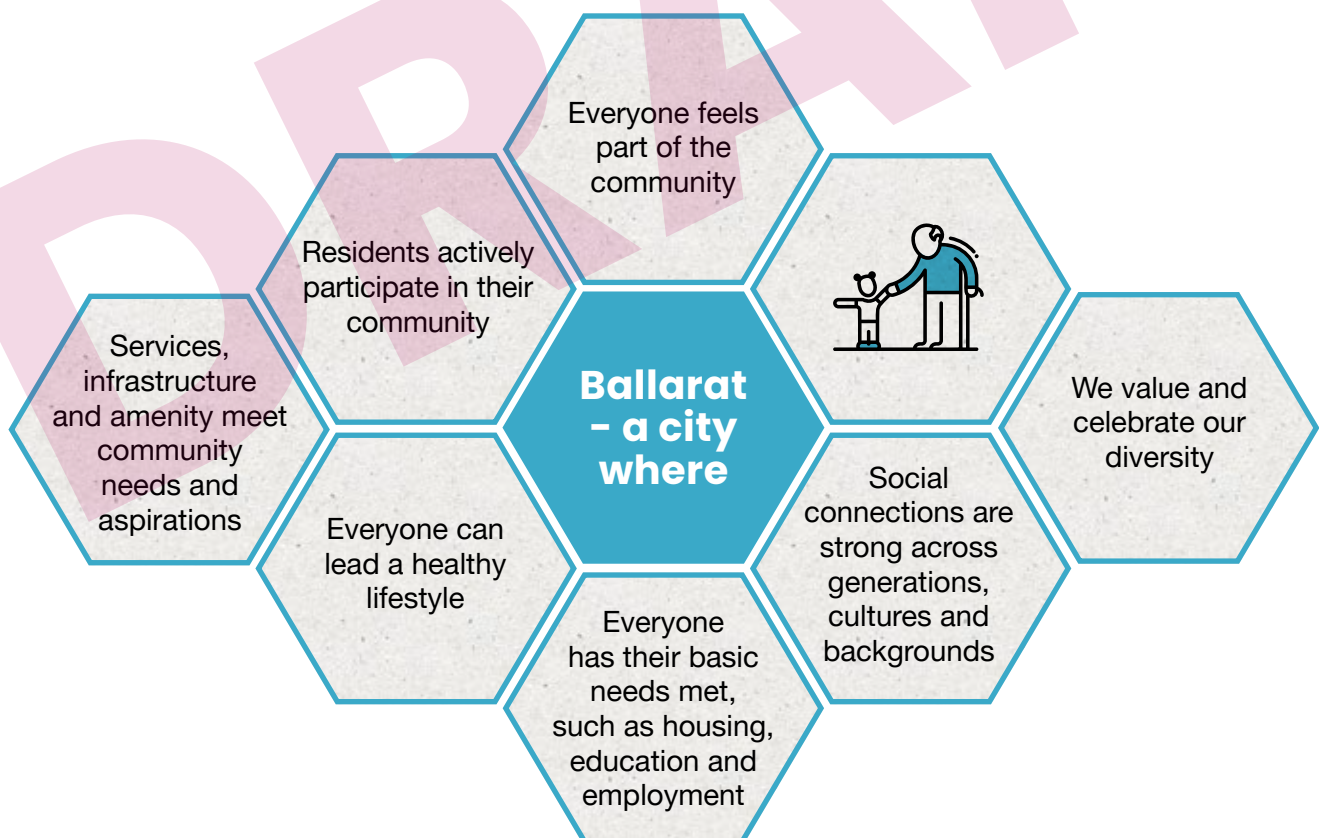 DRA
Everyone feels
part of the
community
Residents actively
participate in their
community
Services,
infrastructure
and amenity meet
community
needs and
aspirations
Ballarat
- a city
where
We value and
celebrate our
diversity
Everyone can
lead a healthy
lifestyle
Social
connections are
strong across
generations,
cultures and
backgrounds
Everyone
has their basic
needs met,
such as housing,
education and
employment